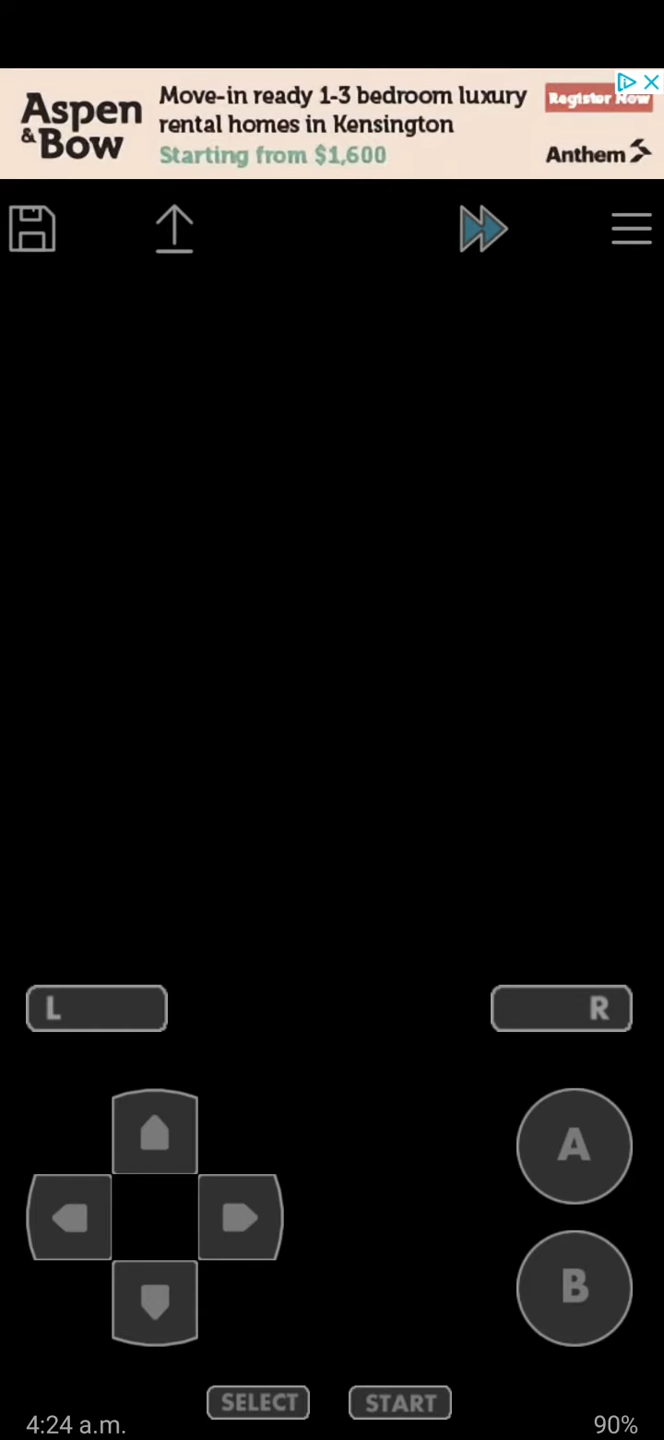 Aspen
& Bow
Move-in ready 1-3 bedroom luxury
rental homes in Kensington
Starting from $1,600
Register Now
Anthem
L
R
A
B
SELECT
START
4:24 a.m.
90%